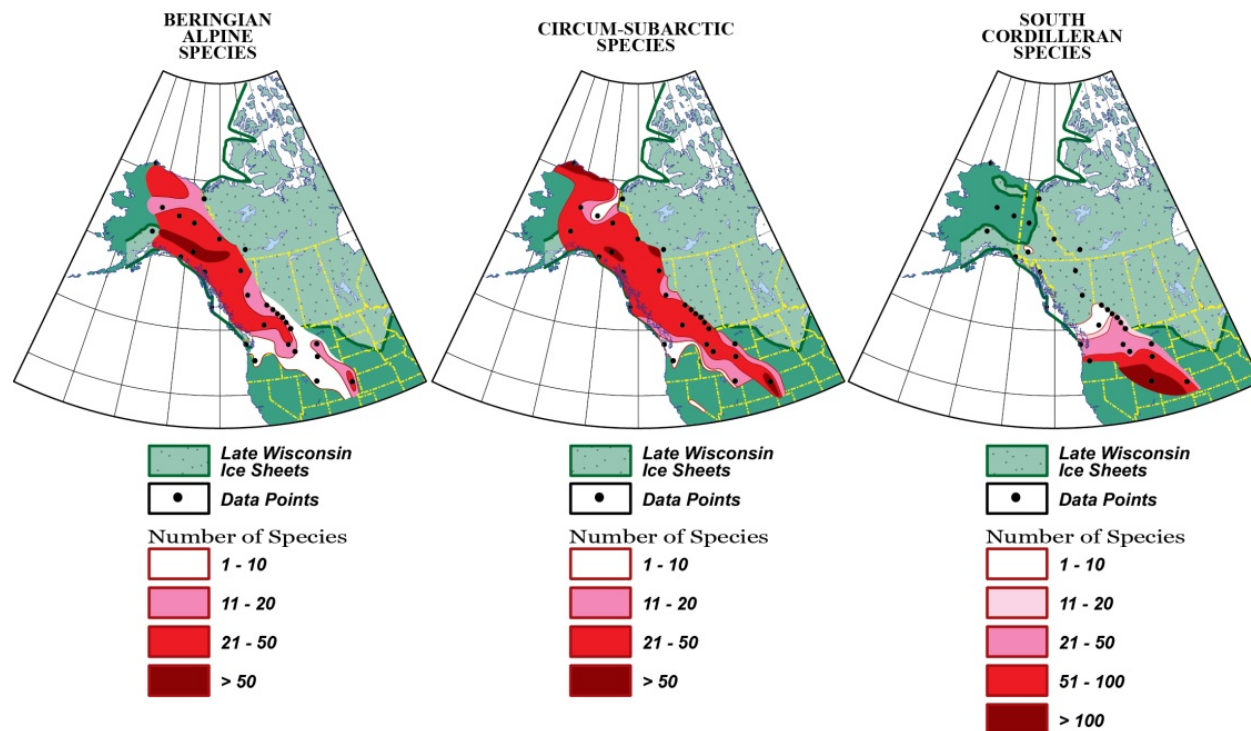 BERINGIAN
ALPINE
SPECIES
CIRCUM-SUBARCTIC
SPECIES
SOUTH
CORDILLERAN
SPECIES
Late Wisconsin
Ice Sheets
Data Points
Number of Species
1 - 10
11 - 20
21 - 50
> 50
Late Wisconsin
Ice Sheets
Data Points
Number of Species
1 - 10
11 - 20
21 - 50
> 50
Late Wisconsin
Ice Sheets
Data Points
Number of Species
1 - 10
11 - 20
21 - 50
51 - 100
> 100